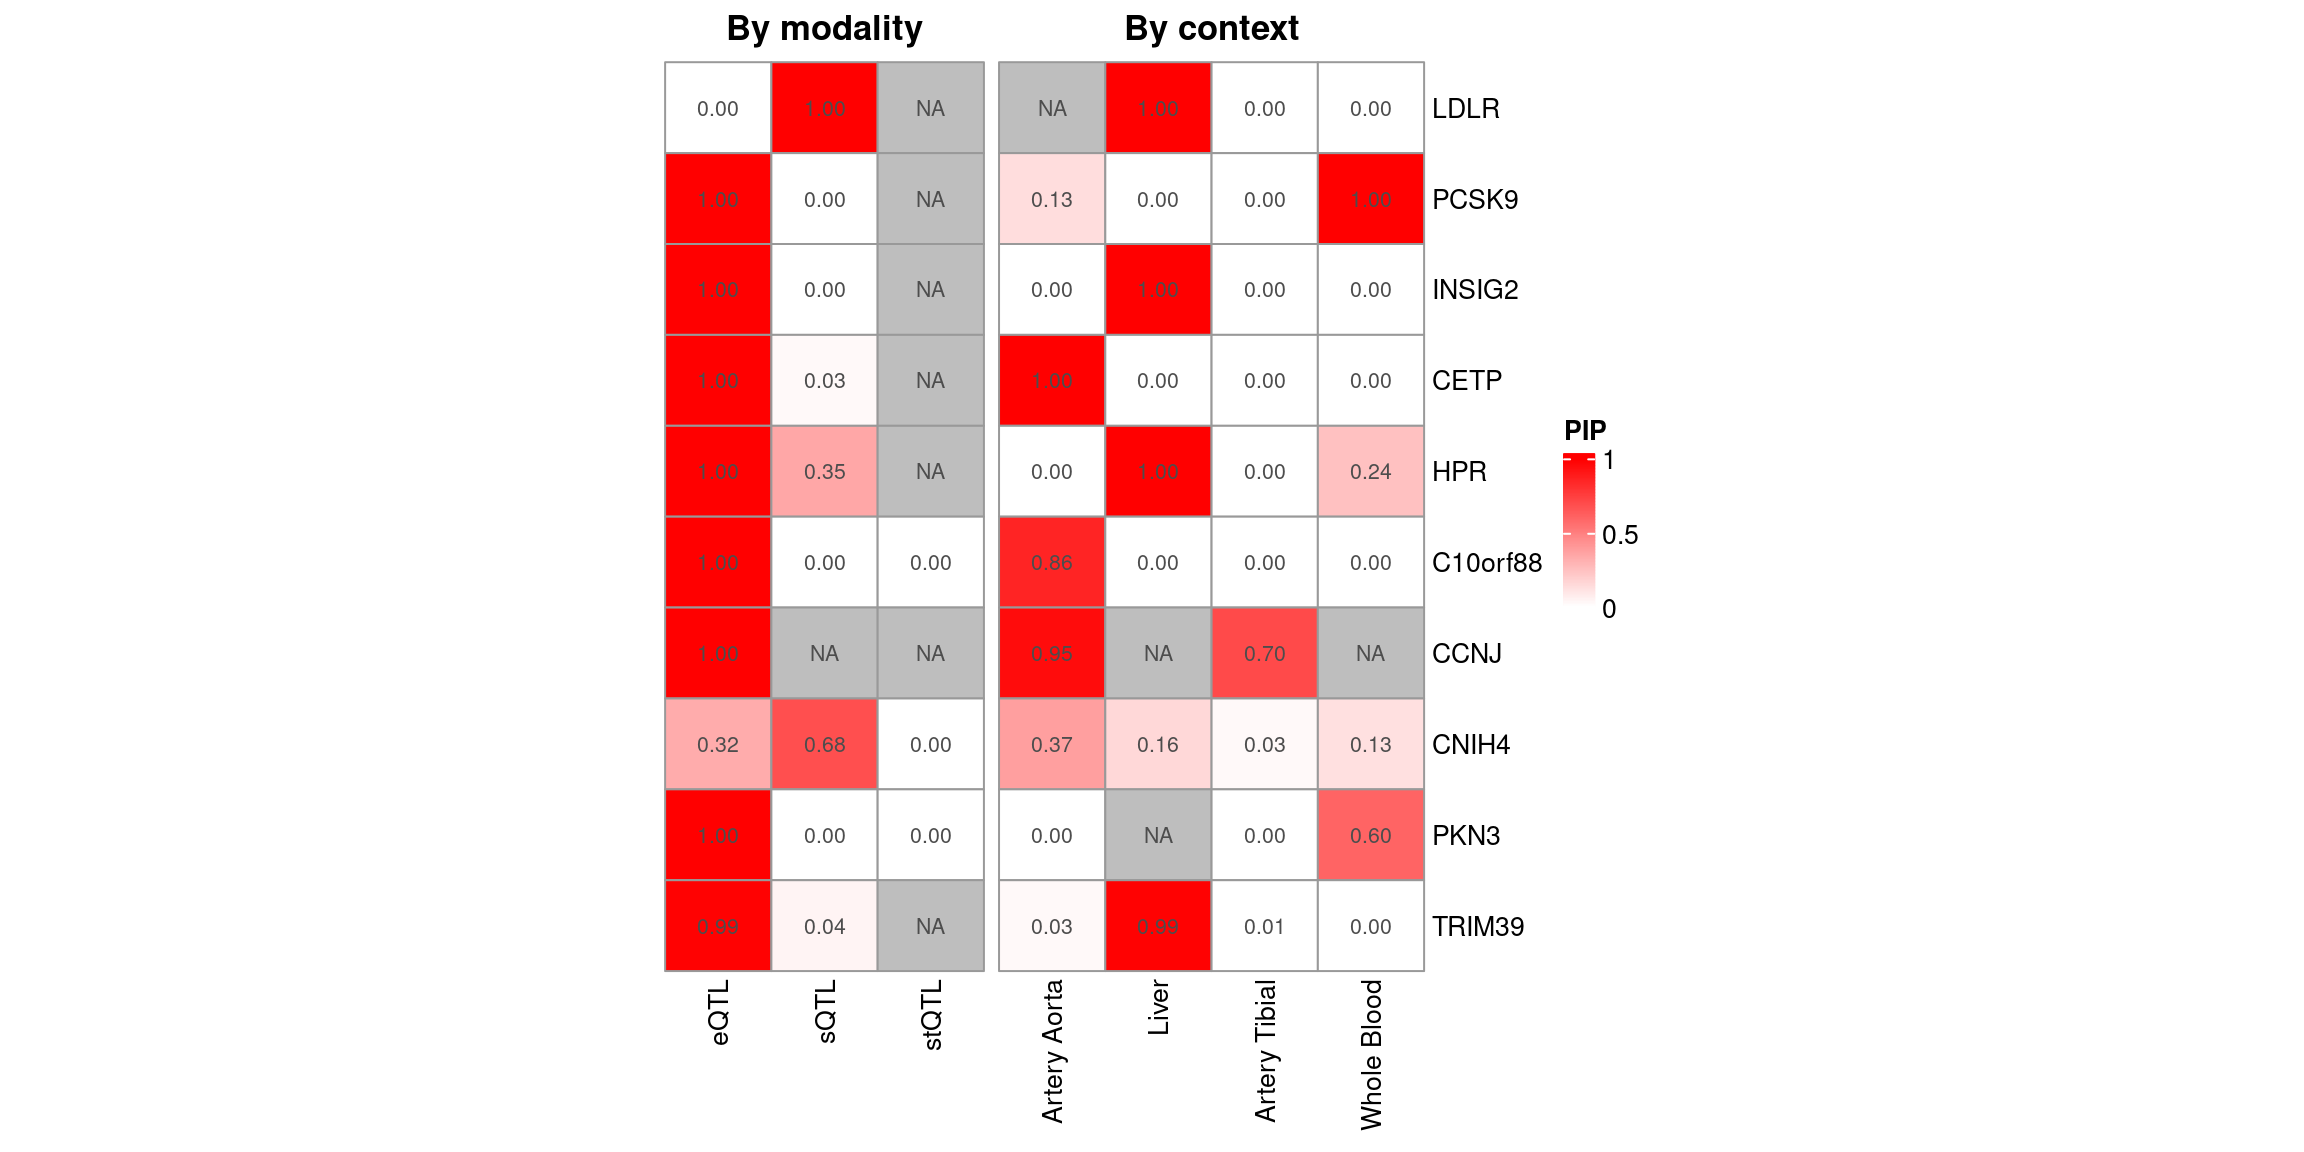 By modality By context
0.00 1.00 NA NA 1.00 0.00 0.00 LDLR
1.00 0.00 NA 0.13 0.00 0.00 1.00 PCSK9
1.00 0.00 NA 0.00 1.00 0.00 0.00 INSIG2
1.00 0.03 NA 1.00 0.00 0.00 0.00 CETP
1.00 0.35 NA 0.00 1.00 0.00 0.24 HPR
1.00 0.00 0.00 0.86 0.00 0.00 0.00 C10orf88
1.00 NA NA 0.95 NA 0.70 NA CCNJ
0.32 0.68 0.00 0.37 0.16 0.03 0.13 CNIH4
1.00 0.00 0.00 0.00 NA 0.00 0.60 PKN3
0.99 0.04 NA 0.03 0.99 0.01 0.00 TRIM39
eQTL
sQTL
stQTL
Artery Aorta
Liver
Artery Tibial
Whole Blood
PIP
1
0.5
0